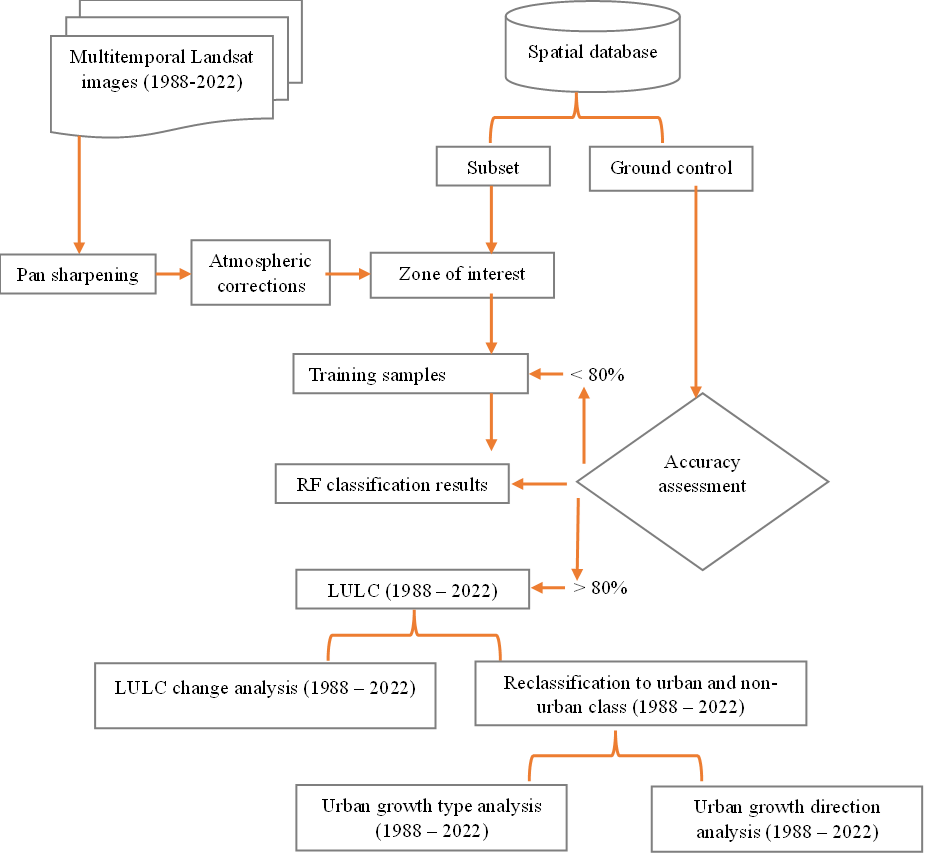 Multitemporal Landsat
images (1988-2022)
Spatial database
Subset
Ground control
Pan sharpening
Atmospheric
corrections
Zone of interest
Training samples
< 80%
Accuracy
assessment
RF classification results
LULC (1988 – 2022)
> 80%
LULC change analysis (1988 – 2022)
Reclassification to urban and non-
urban class (1988 – 2022)
Urban growth type analysis
(1988 – 2022)
Urban growth direction
analysis (1988 – 2022)